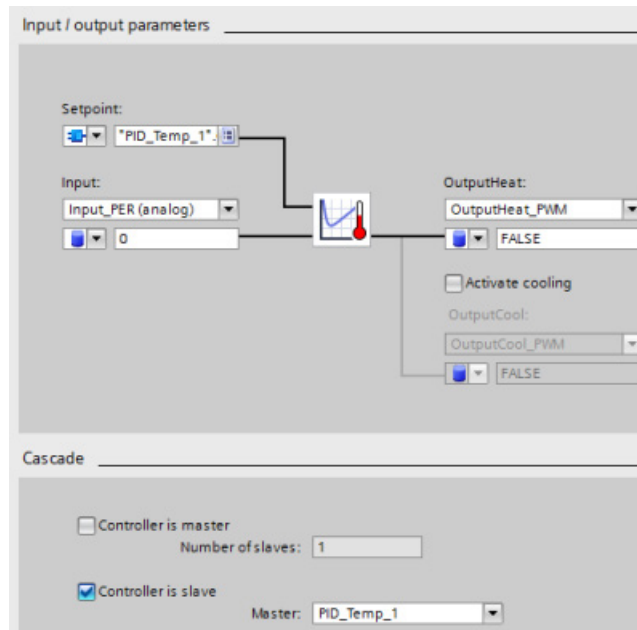 Input / output parameters
Setpoint:
"PID_Temp_1".
Input:
Input_PER (analog)
0
OutputHeat:
OutputHeat_PWM
FALSE
Activate cooling
OutputCool:
OutputCool_PWM
FALSE
Cascade
Controller is master
Number of slaves: 1
Controller is slave
Master: PID_Temp_1